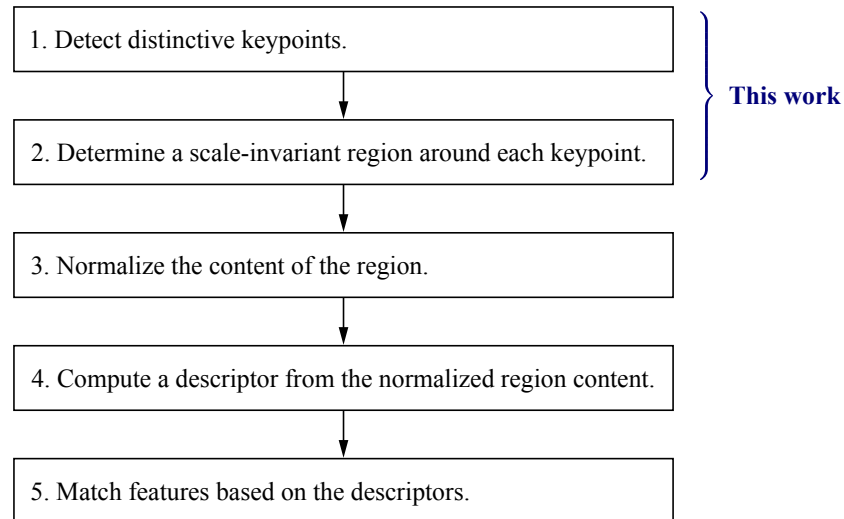 1. Detect distinctive keypoints.
This work
2. Determine a scale-invariant region around each keypoint.
3. Normalize the content of the region.
4. Compute a descriptor from the normalized region content.
5. Match features based on the descriptors.